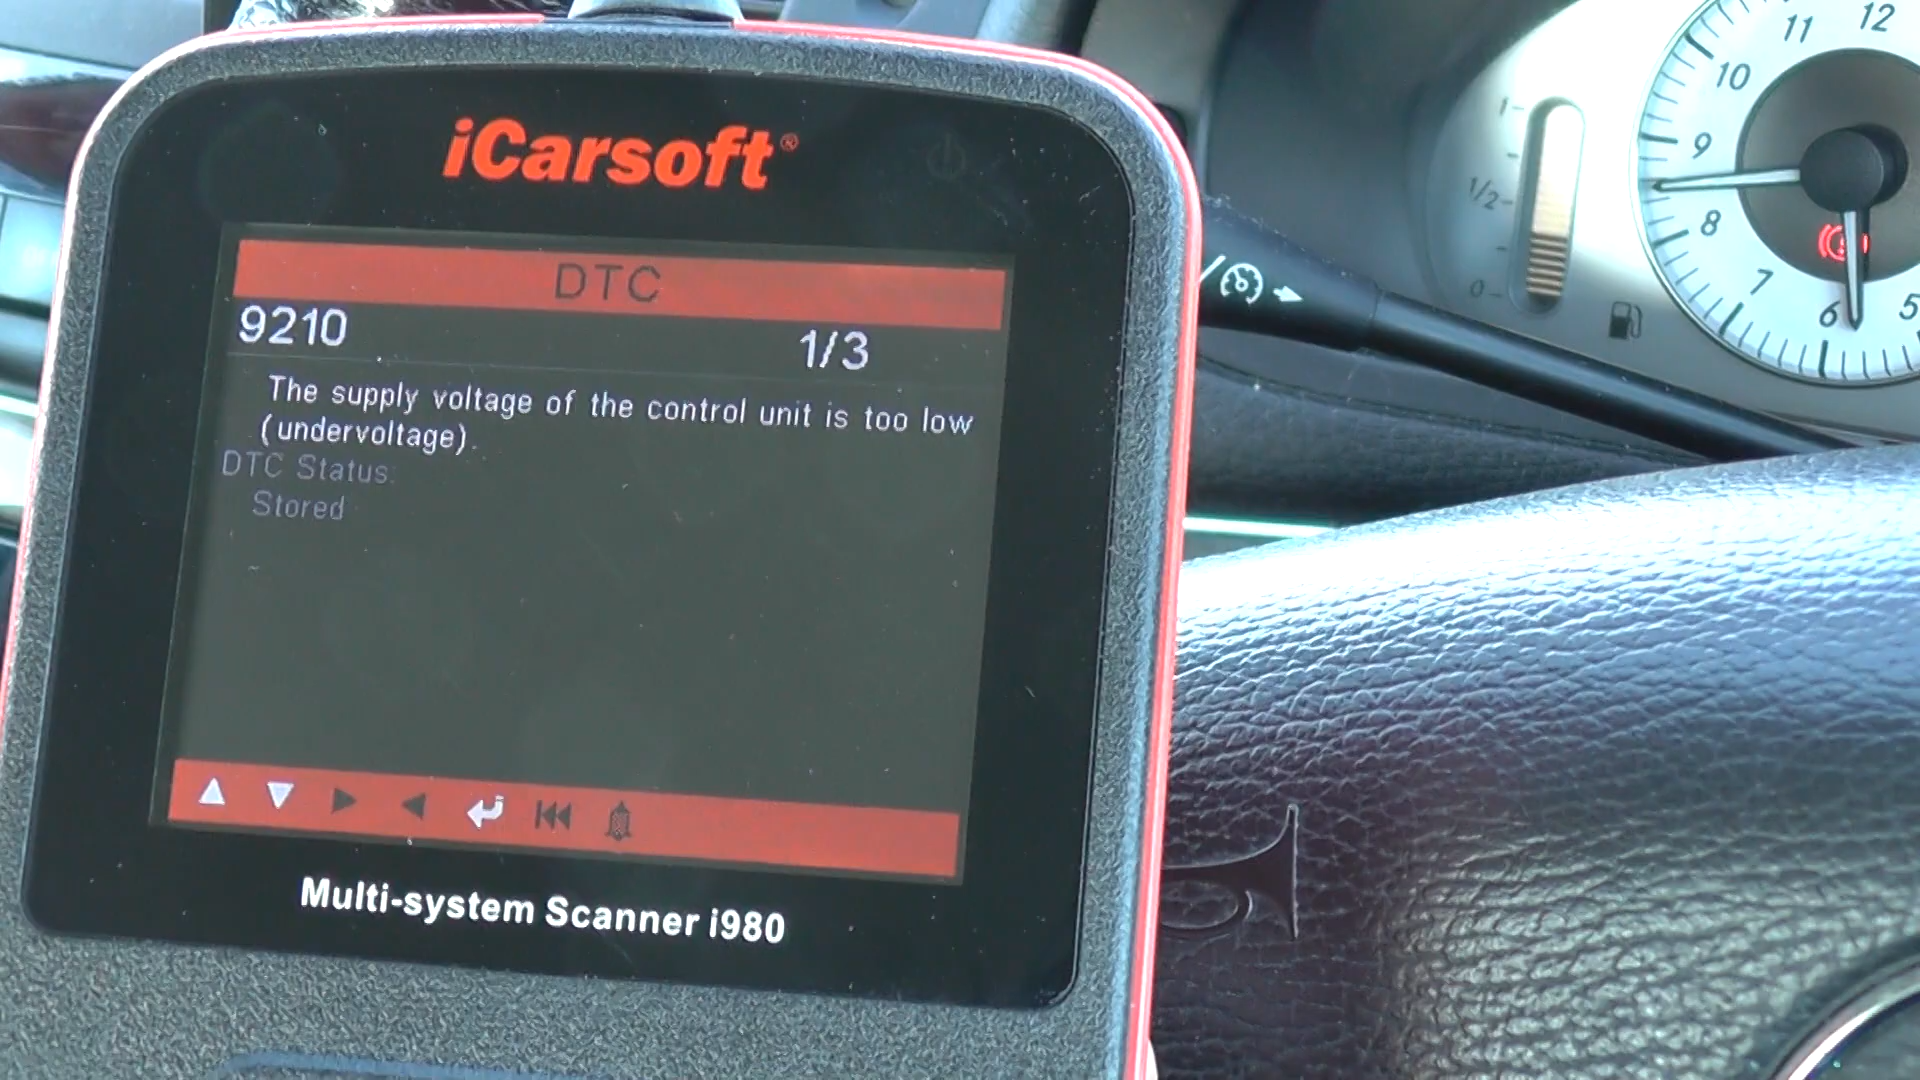 iCarsoft®
DTC
9210 1/3
The supply voltage of the control unit is too low
(undervoltage).
DTC Status:
Stored
Multi-system Scanner i980
1
1/2
0
12
11
10
9
8
7
6
5